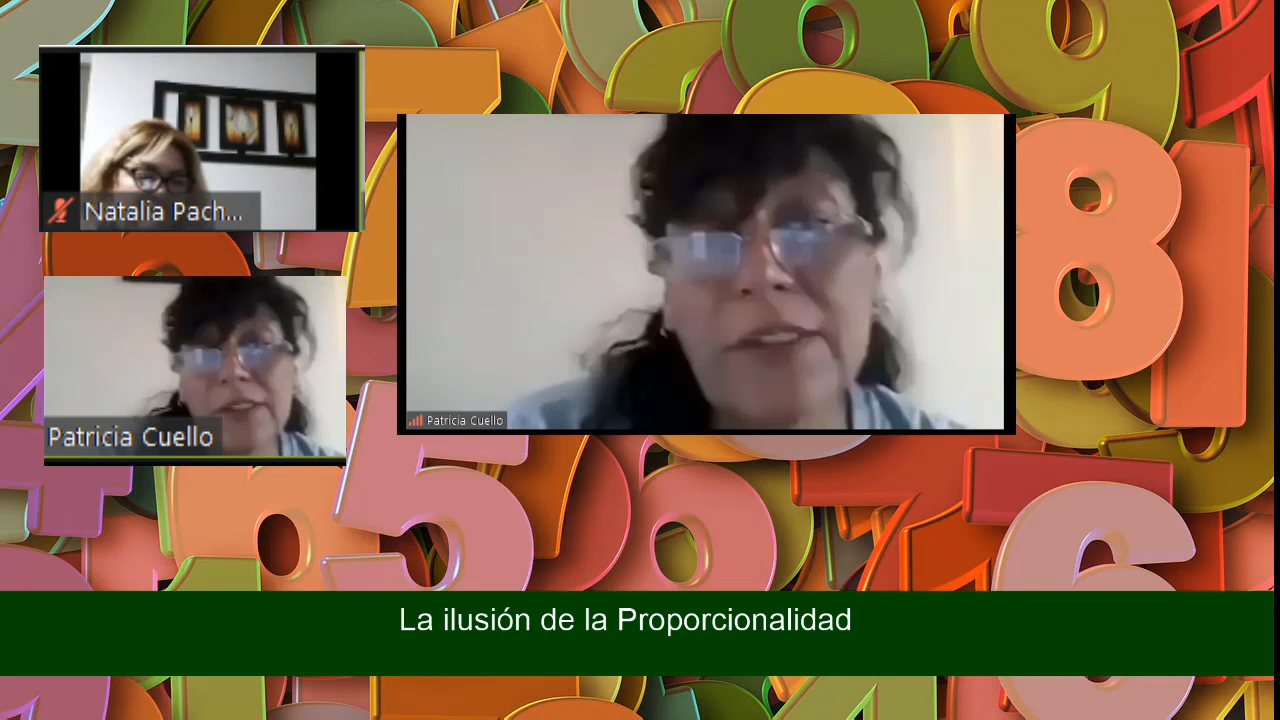 Natalia Pach...
Patricia Cuello
Patricia Cuello
La ilusión de la Proporcionalidad